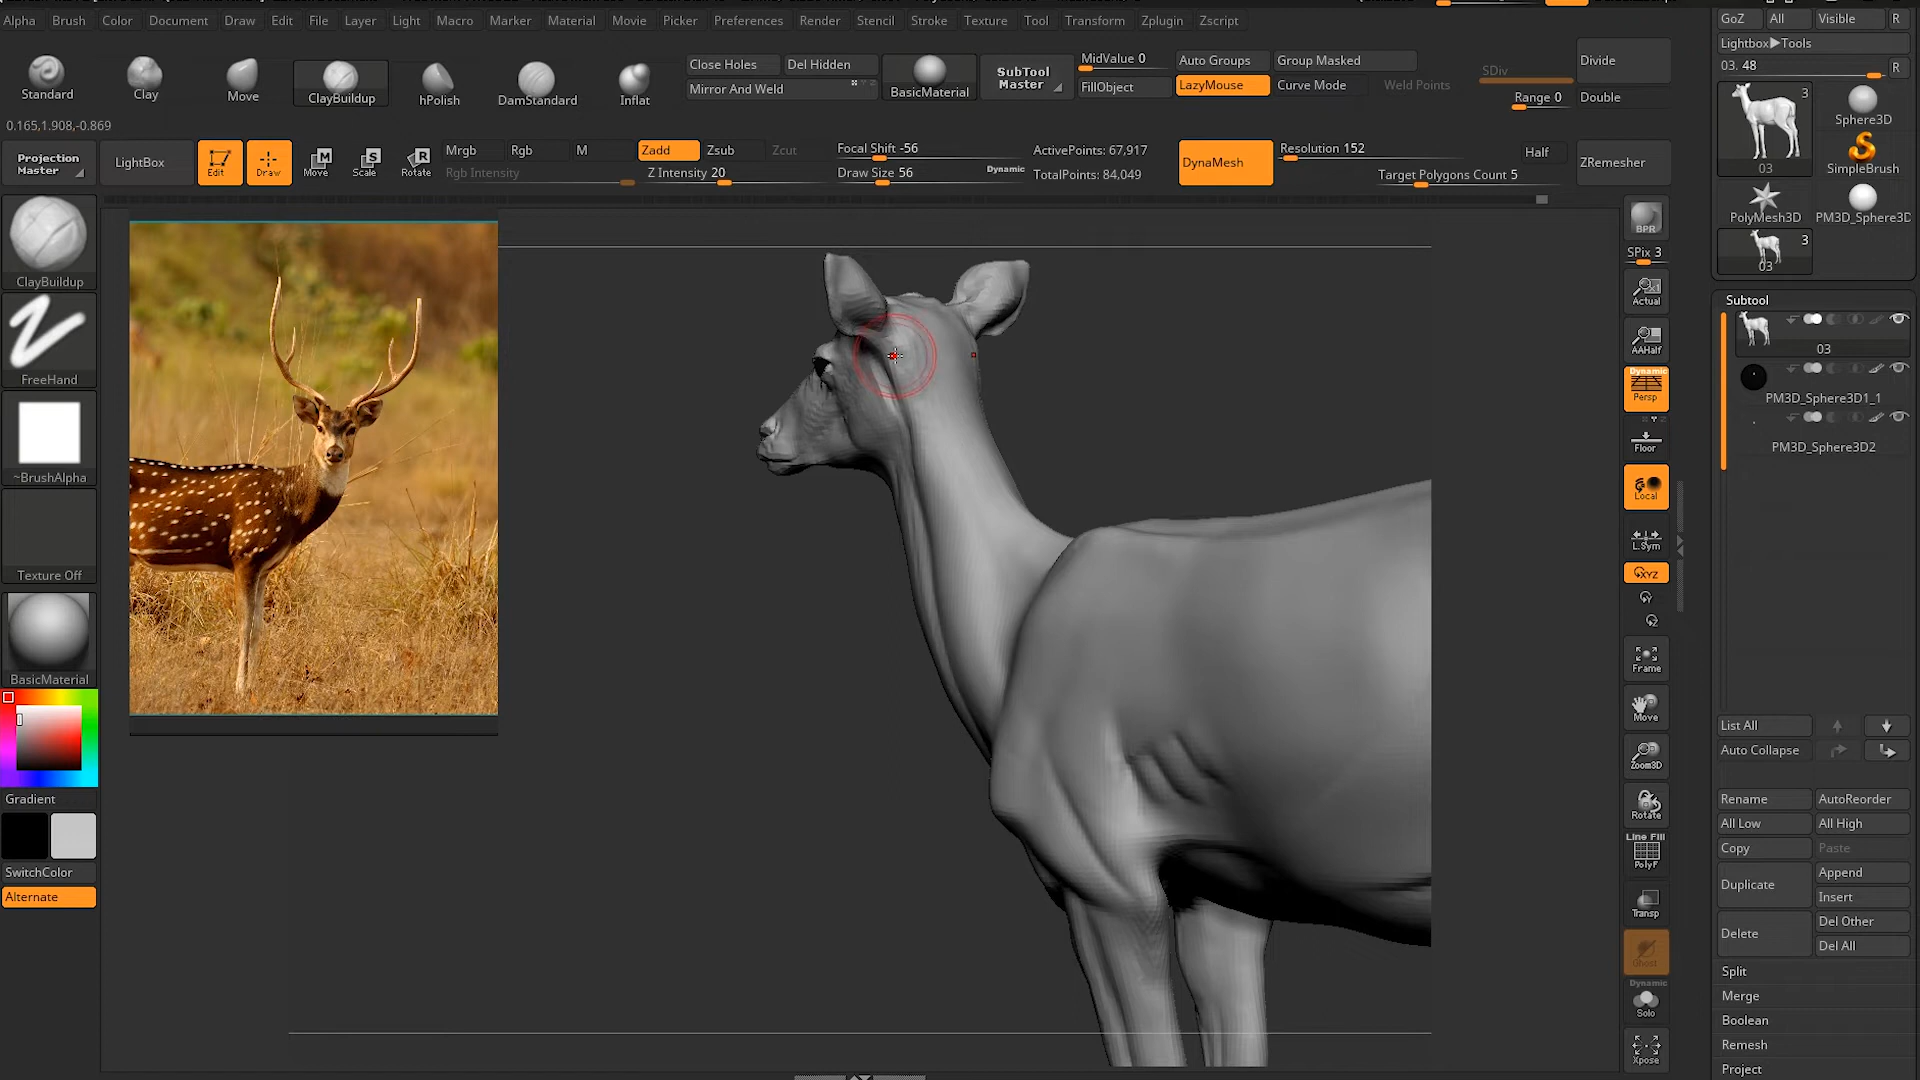 Alpha Brush Color Document Draw Edit File Layer Light Macro Marker Material Movie Picker Preferences Render Stencil Stroke Texture Tool Transform Zplugin Zscript
GoZ All Visible R
Lightbox▶Tools
03. 48 R
Standard Clay Move ClayBuildup hPolish DamStandard Inflat
Close Holes Del Hidden
Mirror And Weld
BasicMaterial
SubTool
Master
MidValue 0
FillObject
Auto Groups Group Masked
LazyMouse Curve Mode Weld Points
SDiv
Range 0
Divide
Double
0.165,1.908,-0.869
Projection
Master
LightBox
Edit Draw Move Scale Rotate
Mrgb Rgb M
Rgb Intensity
Zadd Zsub Zcut
Z Intensity 20
Focal Shift -56
Draw Size 56
Dynamic
ActivePoints: 67,917
TotalPoints: 84,049
DynaMesh
Resolution 152
Half
Target Polygons Count 5
ZRemesher
3
03
Sphere3D
SimpleBrush
PolyMesh3D
PM3D_Sphere3D
3
03
ClayBuildup
FreeHand
~BrushAlpha
Texture Off
BasicMaterial
Gradient
SwitchColor
Alternate
BPR
SPix 3
Actual
AAHalf
Dynamic
Persp
Floor
Local
L.Sym
XYZ
Y
Z
Frame
Move
Zoom3D
Rotate
Line Fill
PolyF
Transp
Ghost
Dynamic
Solo
Xpose
Subtool
03
PM3D_Sphere3D1_1
PM3D_Sphere3D2
List All
Auto Collapse
Rename AutoReorder
All Low All High
Copy Paste
Duplicate
Append
Insert
Delete
Del Other
Del All
Split
Merge
Boolean
Remesh
Project